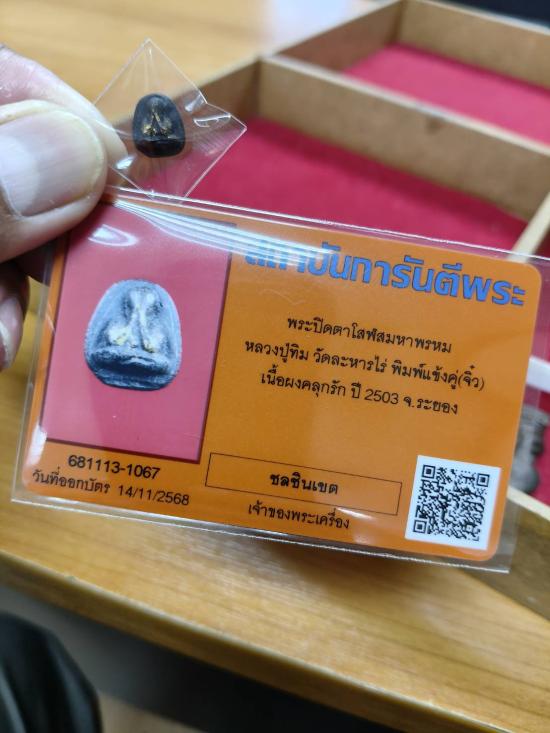 สถาบันการันตีพระ
พระปิดตาโสฬสมหาพรหม
หลวงปู่ทิม วัดละหารไร่ พิมพ์แข้งคู่(จิ๋ว)
เนื้อผงคลุกรัก ปี 2503 จ.ระยอง
681113-1067
วันที่ออกบัตร 14/11/2568
ชลชินเขต
เจ้าของพระเครื่อง